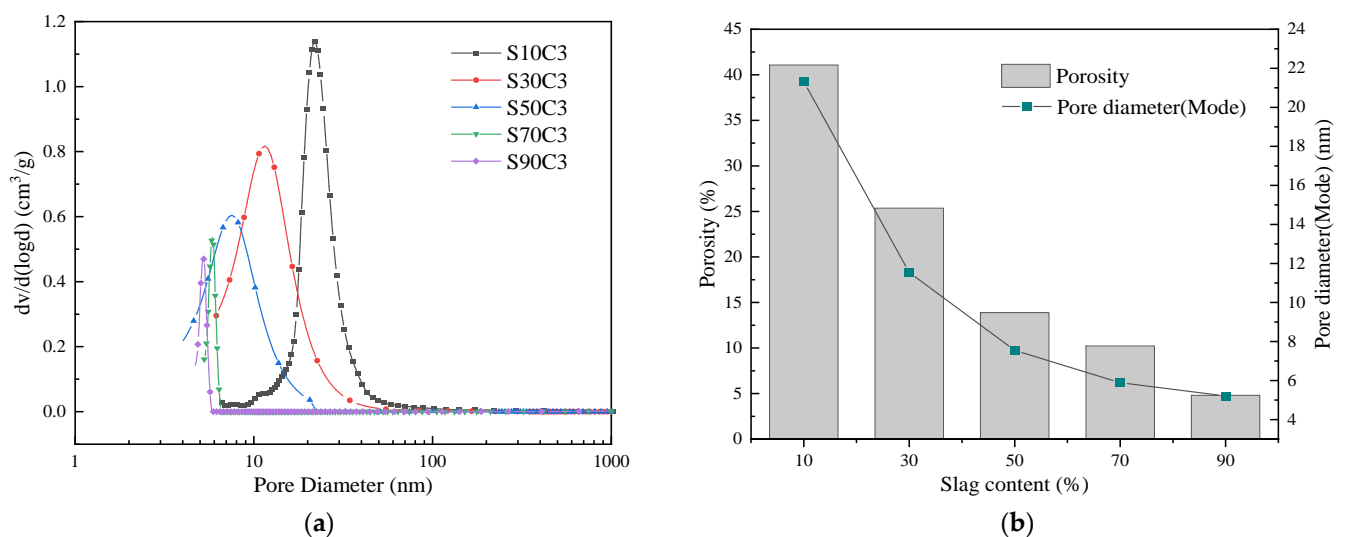 1.2
1.0
0.8
0.6
0.4
0.2
0.0
dv/d(logd) (cm³/g)
S10C3
S30C3
S50C3
S70C3
S90C3
1
10
100
1000
Pore Diameter (nm)
(a)
45
40
35
30
25
20
15
10
5
0
Porosity (%)
Porosity
Pore diameter(Mode)
24
22
20
18
16
14
12
10
8
6
4
Pore diameter(Mode) (nm)
10
30
50
70
90
Slag content (%)
(b)